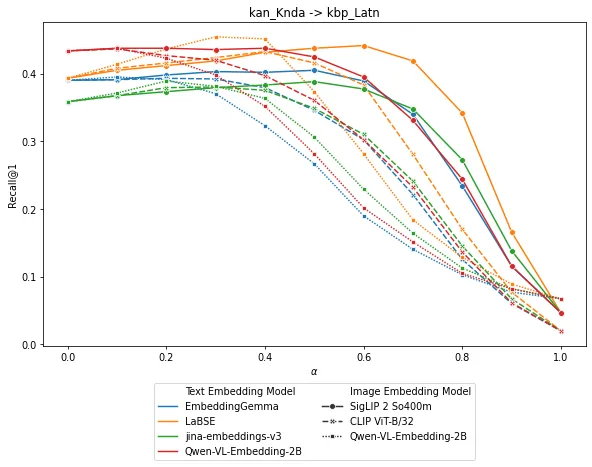 kan_Knda -> kbp_Latn
Recall@1
0.4
0.3
0.2
0.1
0.0
0.0 0.2 0.4 0.6 0.8 1.0
α
Text Embedding Model
EmbeddingGemma
LaBSE
jina-embeddings-v3
Qwen-VL-Embedding-2B
Image Embedding Model
SigLIP 2 So400m
CLIP ViT-B/32
Qwen-VL-Embedding-2B